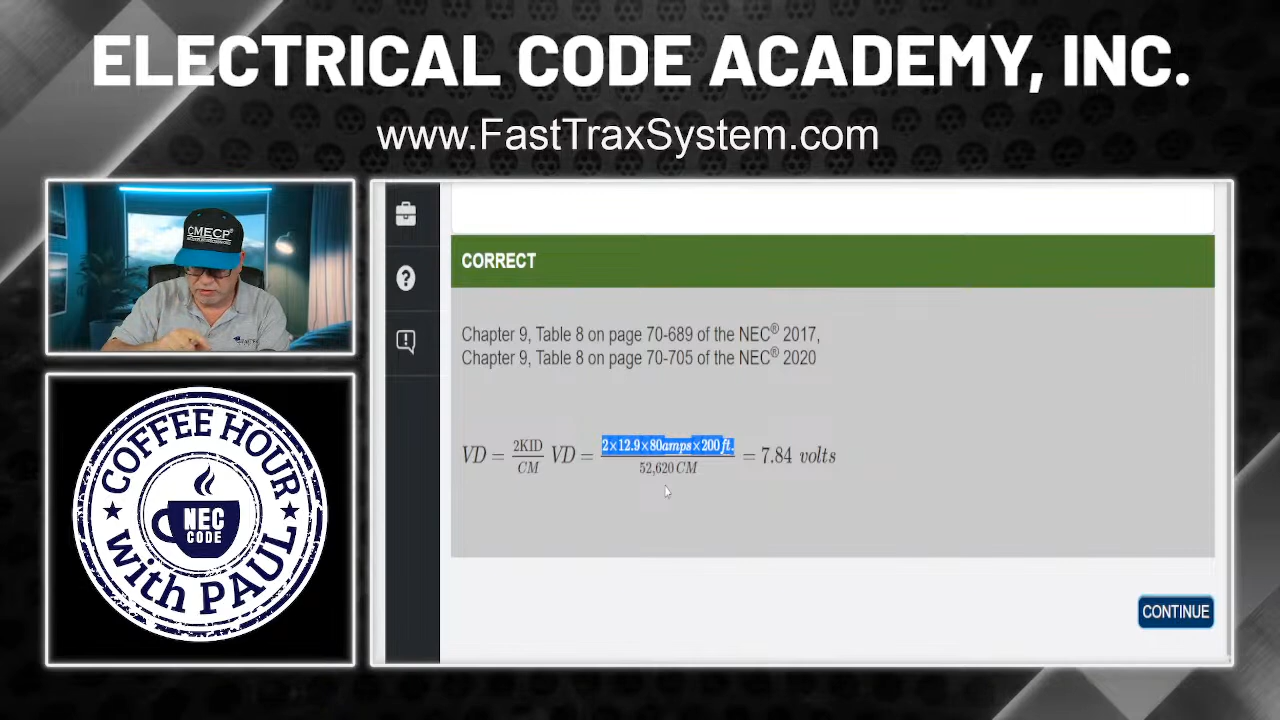 ELECTRICAL CODE ACADEMY, INC.
www.FastTraxSystem.com
CMECP®
CORRECT
Chapter 9, Table 8 on page 70-689 of the NEC® 2017,
Chapter 9, Table 8 on page 70-705 of the NEC® 2020
VD = 2KID/CM VD = 2×12.9×80amps×200 ft./52,620 CM = 7.84 volts
CONTINUE
COFFEE HOUR
NEC
CODE
with PAUL